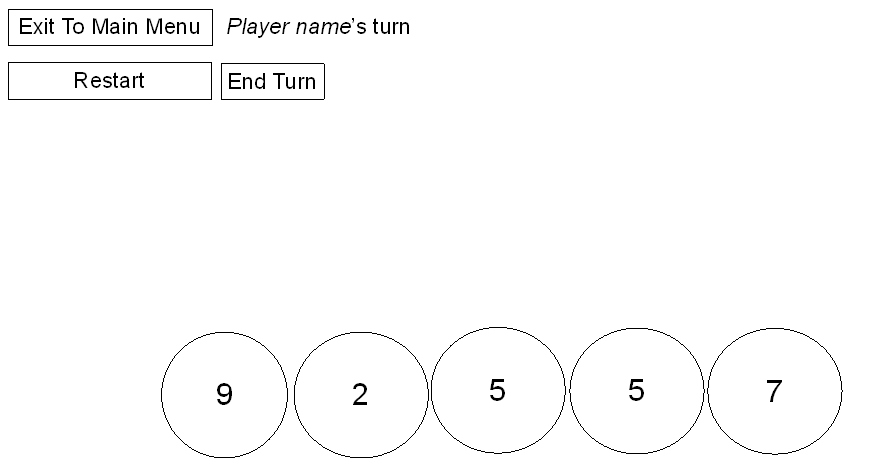 Exit To Main Menu Player name's turn
Restart End Turn
9 2 5 5 7